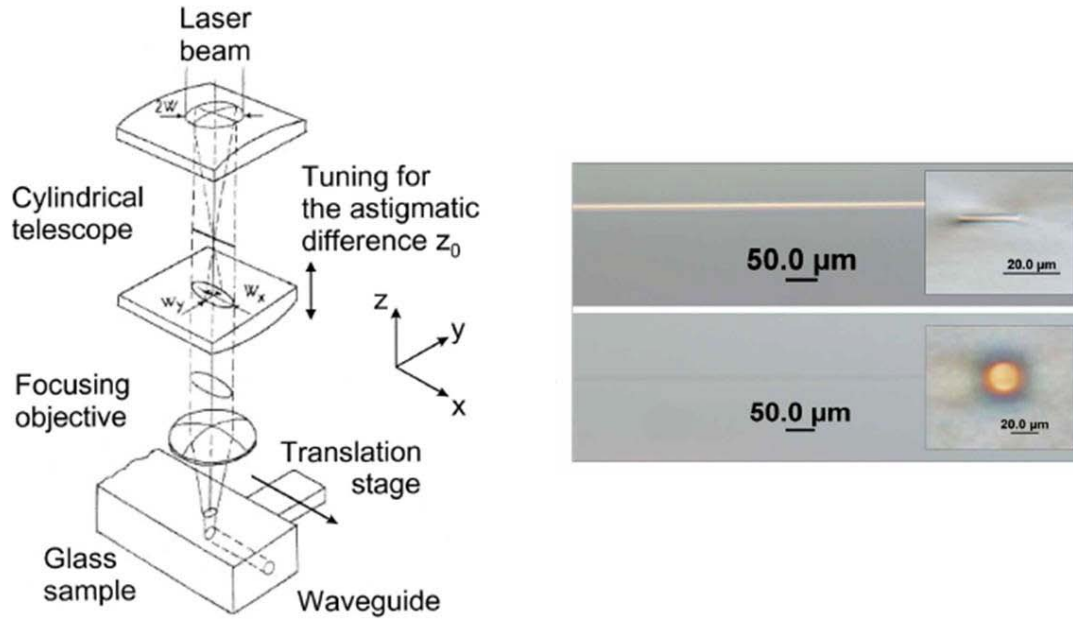 Laser
beam
2W
Cylindrical
telescope
Tuning for
the astigmatic
difference z₀
Wy
Wx
z
y
x
Focusing
objective
Translation
stage
Glass
sample
Waveguide
50.0 µm
20.0 µm
50.0 µm
20.0 µm